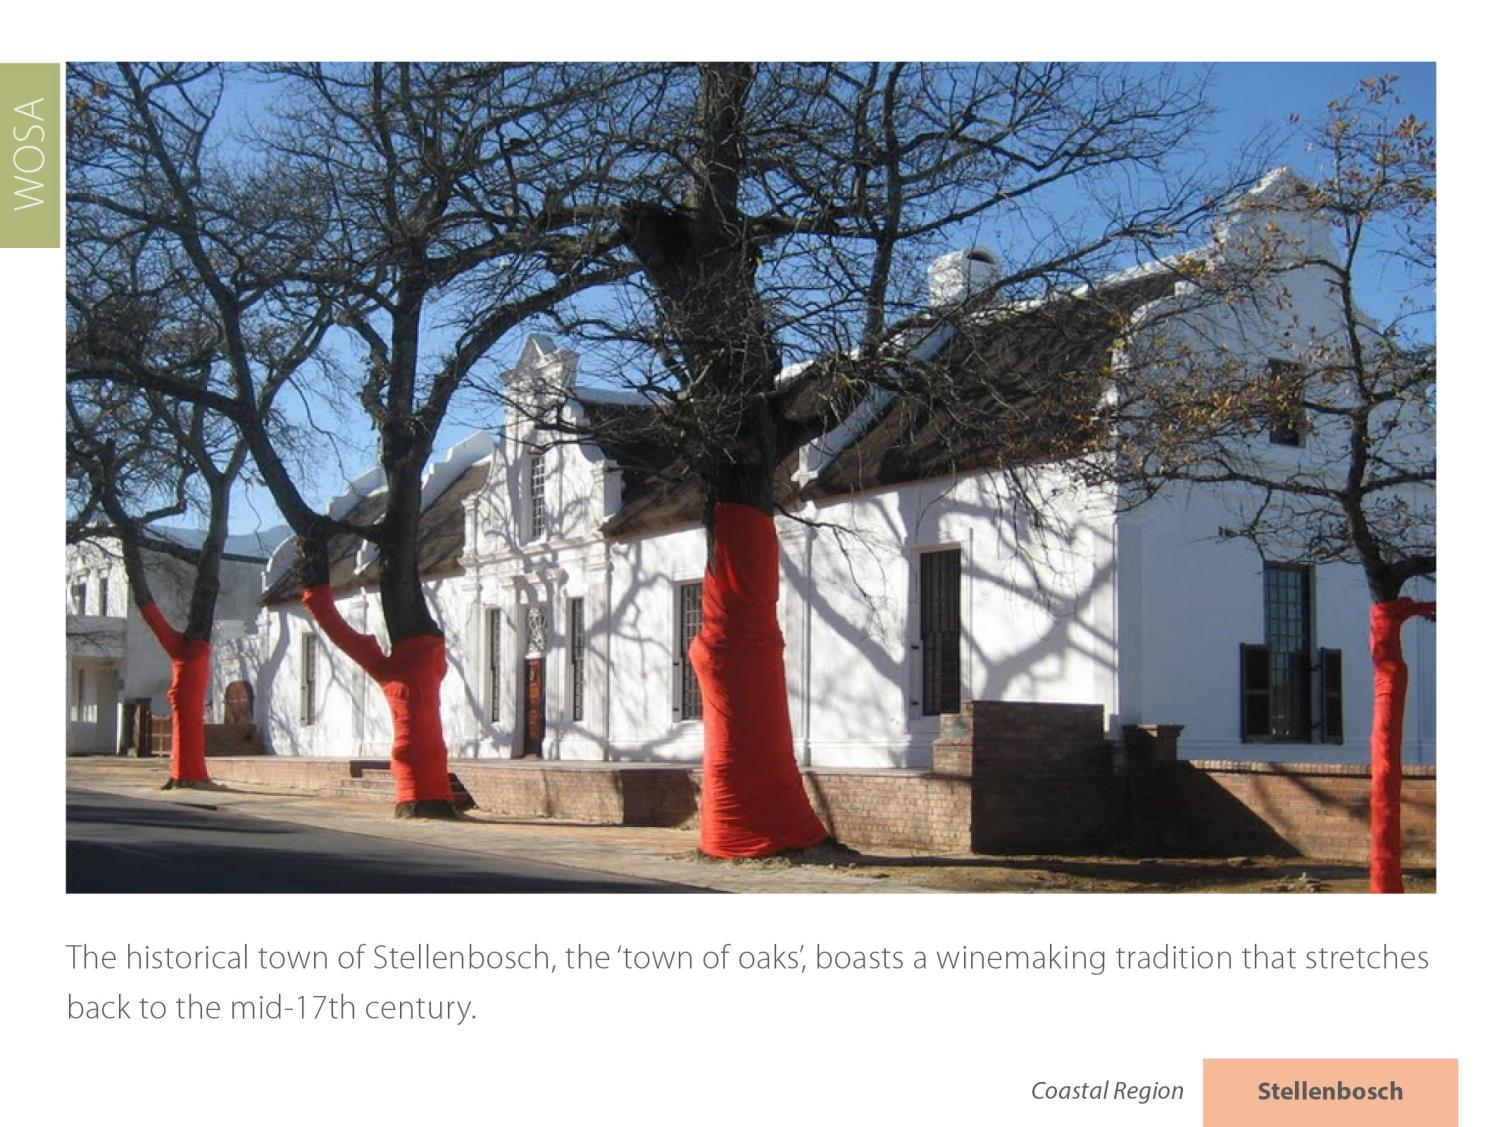 WOSA
The historical town of Stellenbosch, the ‘town of oaks’, boasts a winemaking tradition that stretches
back to the mid-17th century.
Coastal Region
Stellenbosch